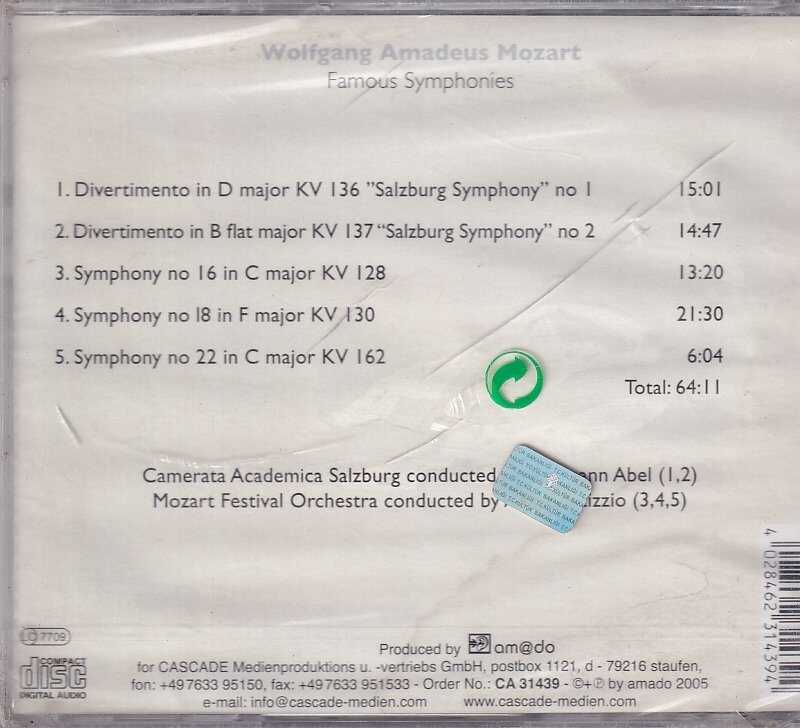 Wolfgang Amadeus Mozart
Famous Symphonies
1. Divertimento in D major KV 136 ”Salzburg Symphony” no 1 15:01
2. Divertimento in B flat major KV 137 “Salzburg Symphony” no 2 14:47
3. Symphony no 16 in C major KV 128 13:20
4. Symphony no 18 in F major KV 130 21:30
5. Symphony no 22 in C major KV 162 6:04
Total: 64:11
Camerata Academica Salzburg conducted Abel (1,2)
Mozart Festival Orchestra conducted by (3,4,5)
BAKANLIĞI T.C.KÜLTÜR BAKANLIĞI
4 028462 314394
LC 7709
COMPACT
disc
DIGITAL AUDIO
Produced by am@do
for CASCADE Medienproduktions u. -vertriebs GmbH, postbox 1121, d - 79216 staufen,
fon: +497633 95150, fax: +497633 951533 - Order No.: CA 31439 - ©+℗ by amado 2005
e-mail: info@cascade-medien.com www.cascade-medien.com